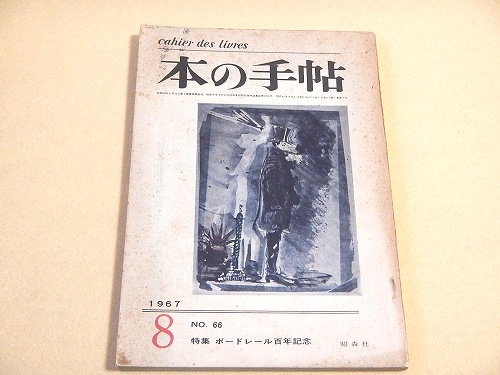 cahier des livres
本の手帖
1967
8 NO. 66
特集 ボードレール百年記念 昭森社